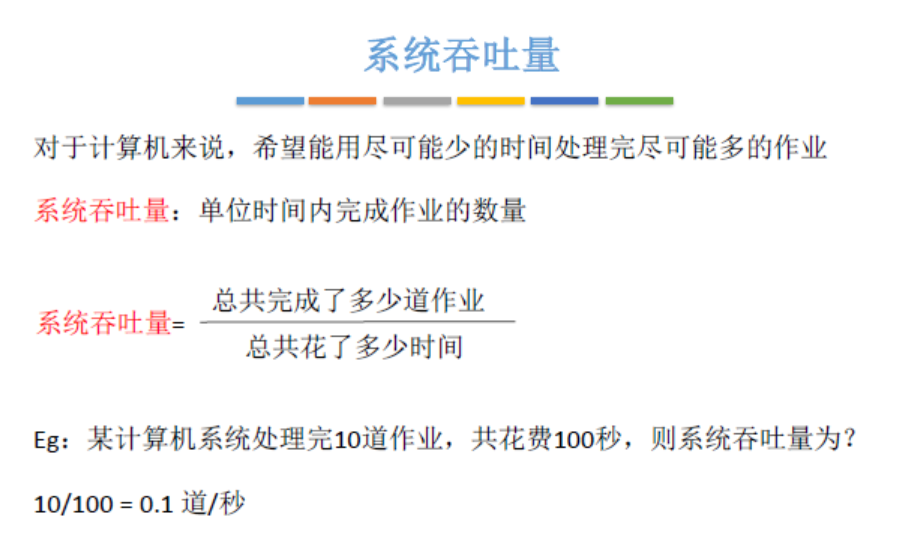 系统吞吐量
对于计算机来说，希望能用尽可能少的时间处理完尽可能多的作业
系统吞吐量：单位时间内完成作业的数量
总共完成了多少道作业
系统吞吐量=
总共花了多少时间
Eg：某计算机系统处理完10道作业，共花费100秒，则系统吞吐量为？
10/100 = 0.1 道/秒